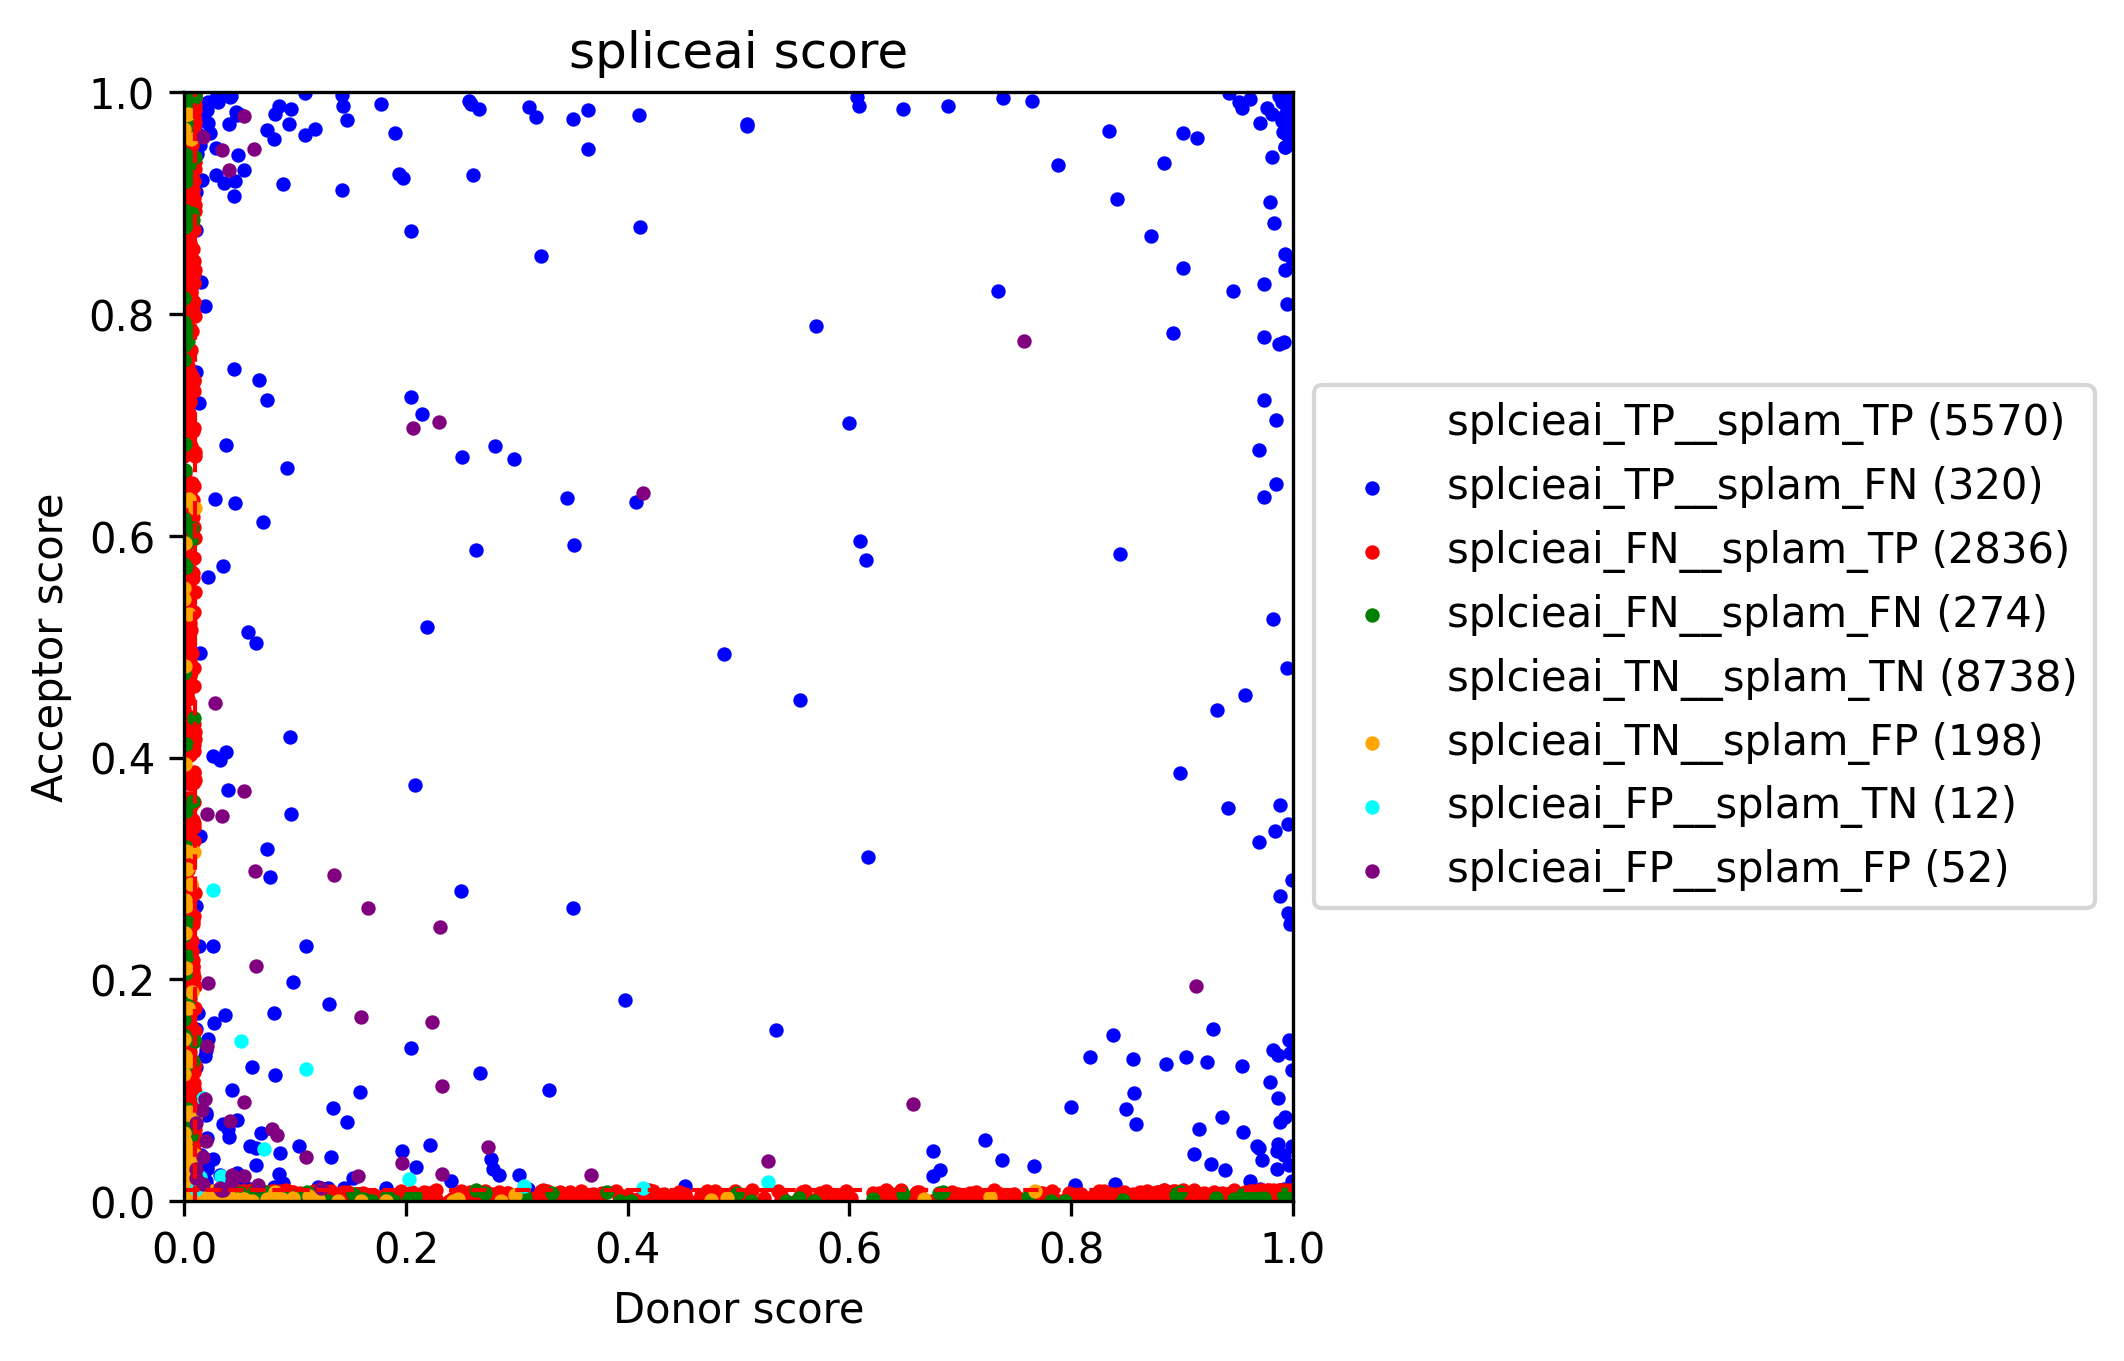 spliceai score
1.0
0.8
0.6
0.4
0.2
0.0
Acceptor score
0.0 0.2 0.4 0.6 0.8 1.0
Donor score
splcieai_TP__splam_TP (5570)
splcieai_TP__splam_FN (320)
splcieai_FN__splam_TP (2836)
splcieai_FN__splam_FN (274)
splcieai_TN__splam_TN (8738)
splcieai_TN__splam_FP (198)
splcieai_FP__splam_TN (12)
splcieai_FP__splam_FP (52)